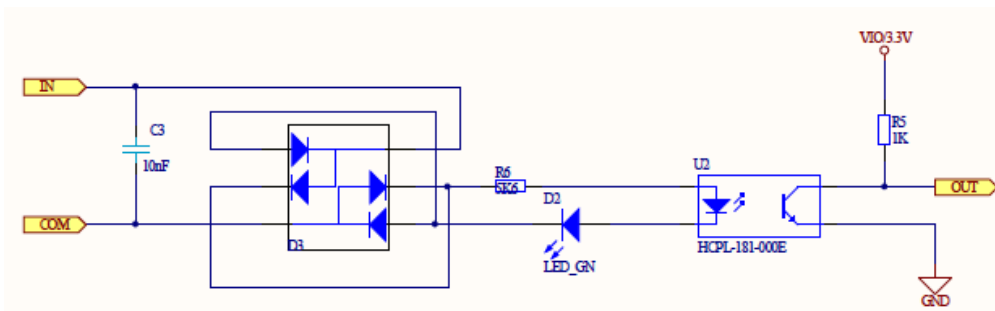 VIO/3.3V
IN
C3
10nF
R5
1K
R6
5K6
U2
OUT
D2
COM
D3
LED_GN
HCPL-181-000E
GND